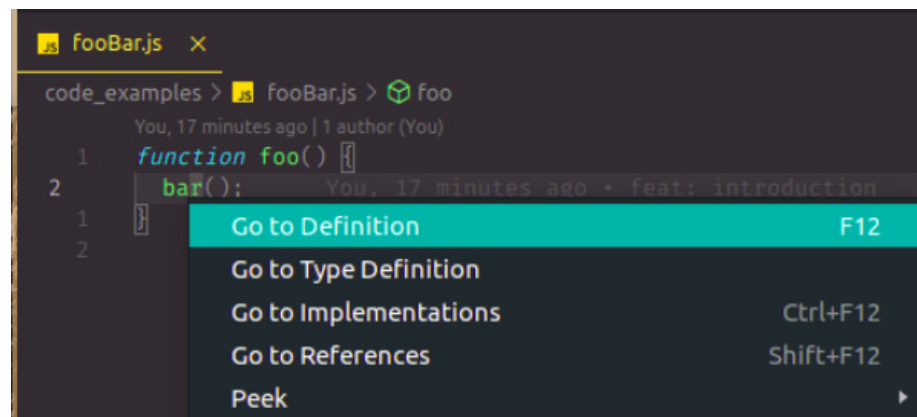 JS fooBar.js ×
code_examples > JS fooBar.js > foo
You, 17 minutes ago | 1 author (You)
1 function foo() {
2 bar(); You, 17 minutes ago • feat: introduction
1 }
2
Go to Definition F12
Go to Type Definition
Go to Implementations Ctrl+F12
Go to References Shift+F12
Peek